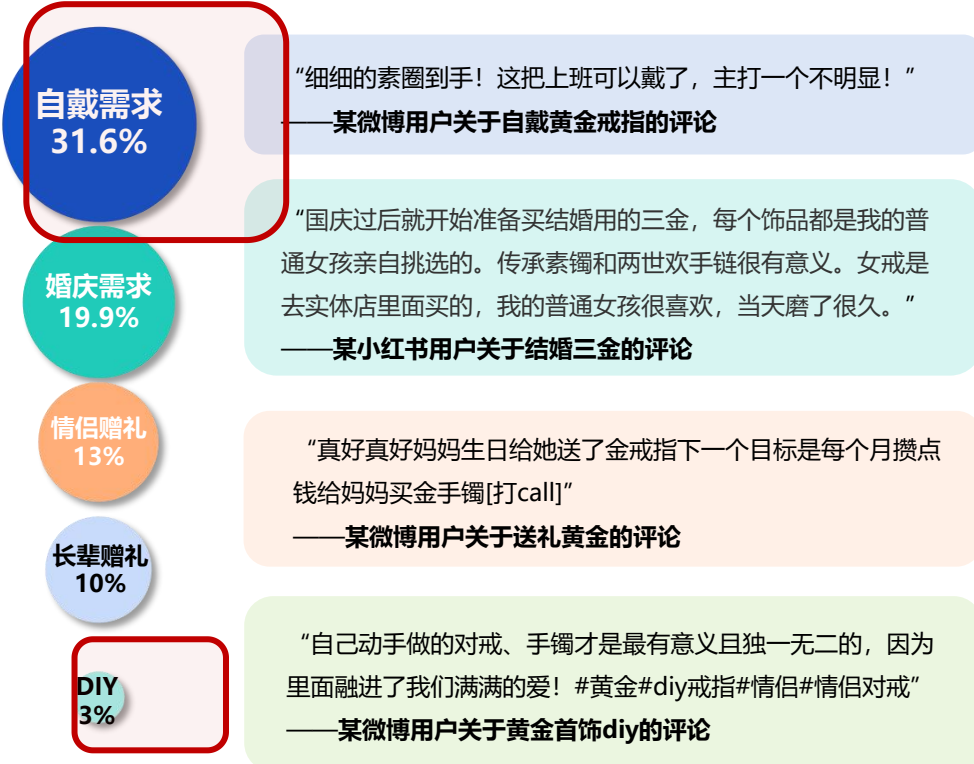 自戴需求
31.6%
“细细的素圈到手！这把上班可以戴了，主打一个不明显！”
——某微博用户关于自戴黄金戒指的评论
婚庆需求
19.9%
“国庆过后就开始准备买结婚用的三金，每个饰品都是我的普
通女孩亲自挑选的。传承素镯和两世欢手链很有意义。女戒是
去实体店里面买的，我的普通女孩很喜欢，当天磨了很久。”
——某小红书用户关于结婚三金的评论
情侣赠礼
13%
“真好真好妈妈生日给她送了金戒指下一个目标是每个月攒点
钱给妈妈买金手镯[打call]”
——某微博用户关于送礼黄金的评论
长辈赠礼
10%
DIY
3%
“自己动手做的对戒、手镯才是最有意义且独一无二的，因为
里面融进了我们满满的爱！#黄金#diy戒指#情侣#情侣对戒”
——某微博用户关于黄金首饰diy的评论